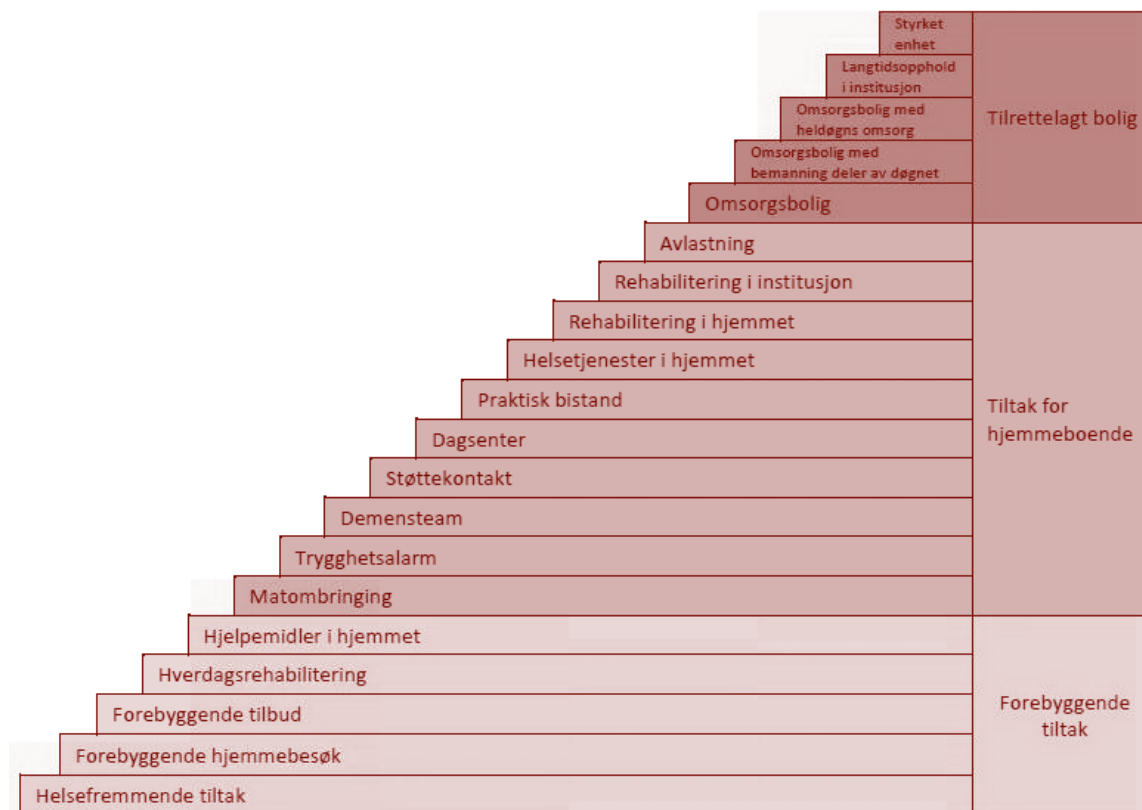 Styrket
enhet
Langtidsopphold
i institusjon
Omsorgsbolig med
heldøgns omsorg
Omsorgsbolig med
bemanning deler av døgnet
Omsorgsbolig
Tilrettelagt bolig
Avlastning
Rehabilitering i institusjon
Rehabilitering i hjemmet
Helsetjenester i hjemmet
Praktisk bistand
Dagsenter
Støttekontakt
Demensteam
Trygghetsalarm
Matombringing
Tiltak for
hjemmeboende
Hjelpemidler i hjemmet
Hverdagsrehabilitering
Forebyggende tilbud
Forebyggende hjemmebesøk
Helsefremmende tiltak
Forebyggende
tiltak